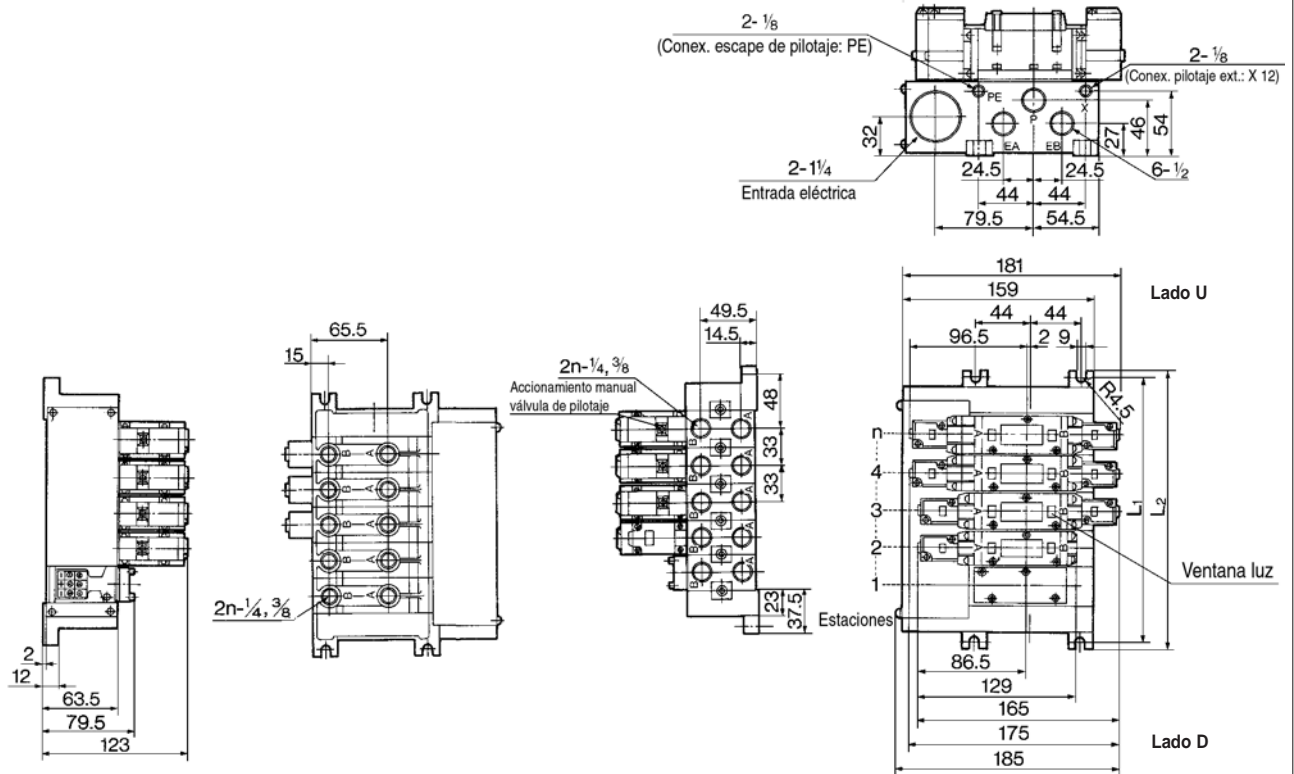 2- ⅛
(Conex. escape de pilotaje: PE)
2- ⅛
(Conex. pilotaje ext.: X 12)
PE
P
X
EA
EB
32
27
46
54
2-1¼
Entrada eléctrica
6-½
24.5
24.5
44
44
79.5
54.5
181
Lado U
159
44
44
96.5
2
9
R4.5
n
4
3
2
1
A
B
A
B
A
B
A
B
L1
L2
Ventana luz
Estaciones
86.5
129
165
175
185
Lado D
49.5
14.5
2n-¼, ⅜
Accionamiento manual
válvula de pilotaje
48
33
33
23
37.5
B
A
A
B
A
65.5
15
B A
B A
B A
B A
B A
2n-¼, ⅜
2
12
63.5
79.5
123